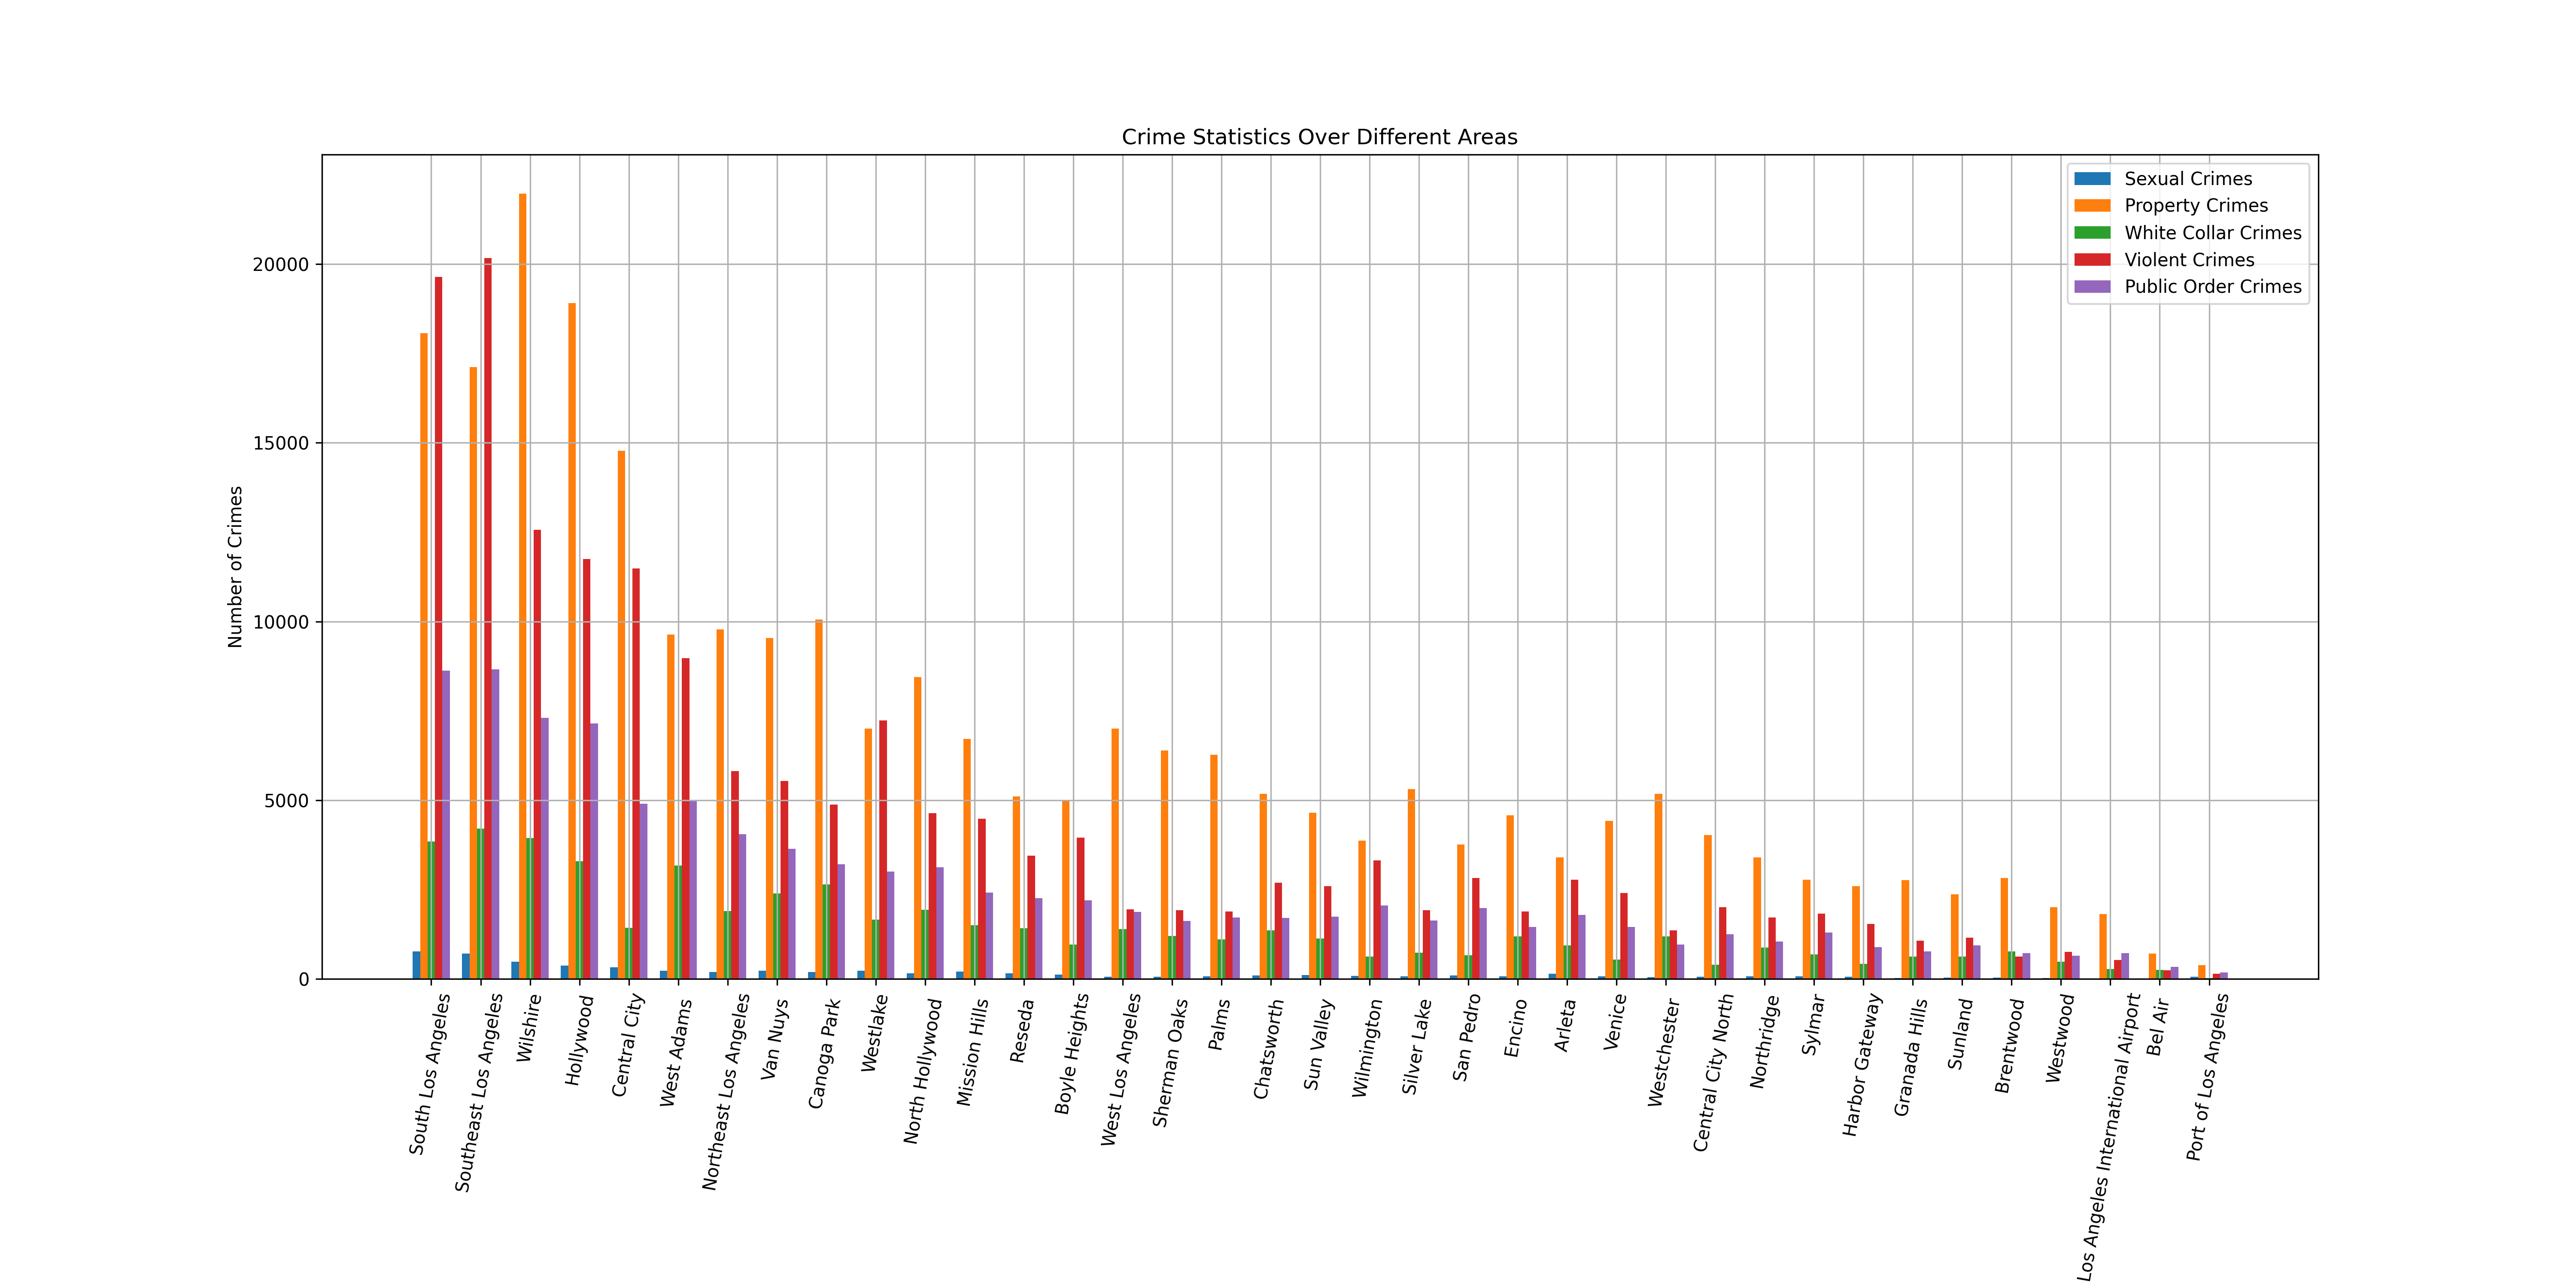 Crime Statistics Over Different Areas
Sexual Crimes
Property Crimes
White Collar Crimes
Violent Crimes
Public Order Crimes
Number of Crimes
20000
15000
10000
5000
0
South Los Angeles
Southeast Los Angeles
Wilshire
Hollywood
Central City
West Adams
Northeast Los Angeles
Van Nuys
Canoga Park
Westlake
North Hollywood
Mission Hills
Reseda
Boyle Heights
West Los Angeles
Sherman Oaks
Palms
Chatsworth
Sun Valley
Wilmington
Silver Lake
San Pedro
Encino
Arleta
Venice
Westchester
Central City North
Northridge
Sylmar
Harbor Gateway
Granada Hills
Sunland
Brentwood
Westwood
Los Angeles International Airport
Bel Air
Port of Los Angeles